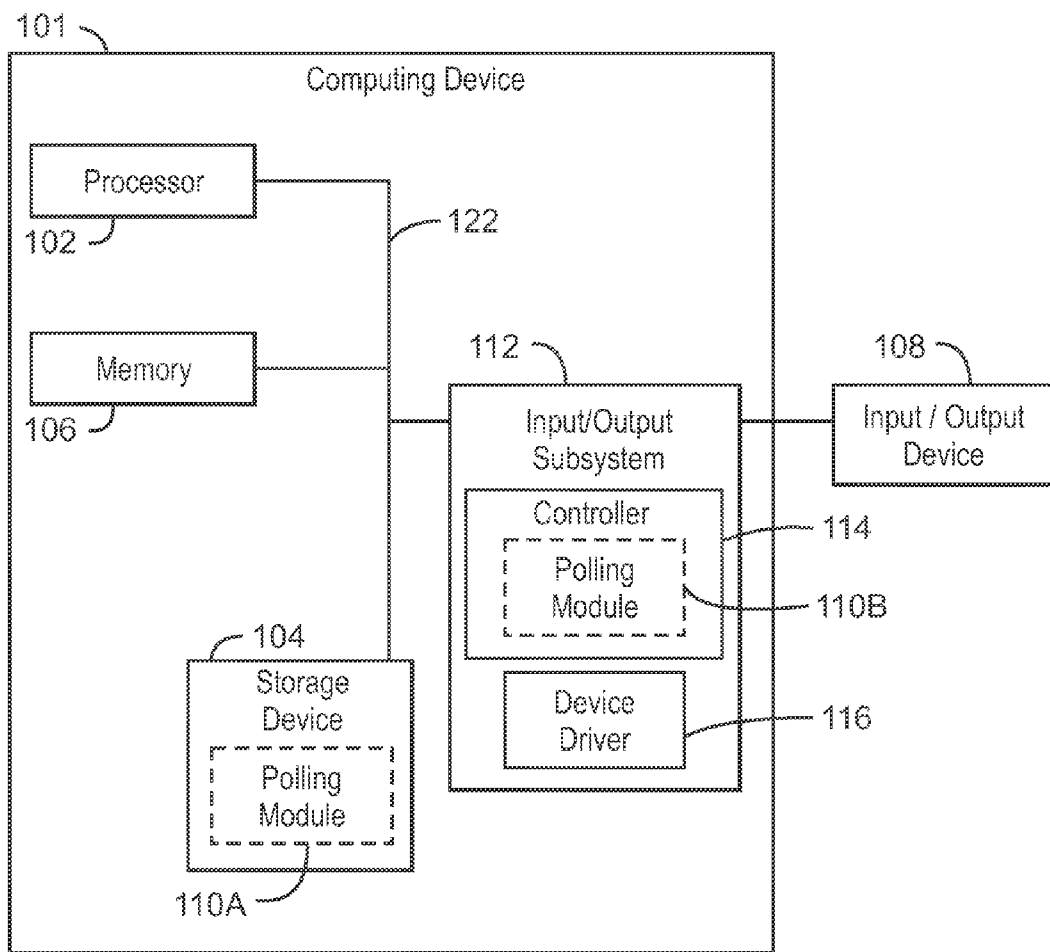 101
Computing Device
Processor
102
122
Memory
106
112
108
Input/Output
Subsystem
Input / Output
Device
Controller
114
Polling
Module
110B
104
Storage
Device
Device
Driver
116
Polling
Module
110A